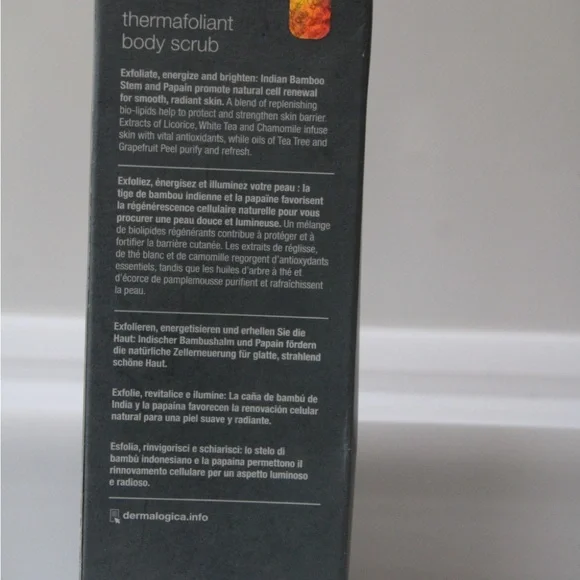 thermafoliant
body scrub
Exfoliate, energize and brighten: Indian Bamboo
Stem and Papain promote natural cell renewal
for smooth, radiant skin. A blend of replenishing
bio-lipids help to protect and strengthen skin barrier.
Extracts of Licorice, White Tea and Chamomile infuse
skin with vital antioxidants, while oils of Tea Tree and
Grapefruit Peel purify and refresh.
Exfoliez, énergisez et illuminez votre peau : la
tige de bambou indienne et la papaïne favorisent
la régénérescence cellulaire naturelle pour vous
procurer une peau douce et lumineuse. Un mélange
de biolipides régénérants contribue à protéger et à
fortifier la barrière cutanée. Les extraits de réglisse,
de thé blanc et de camomille regorgent d'antioxydants
essentiels, tandis que les huiles d'arbre à thé et
d'écorce de pamplemousse purifient et rafraîchissent
la peau.
Exfolieren, energetisieren und erhellen Sie die
Haut: Indischer Bambushalm und Papain fördern
die natürliche Zellerneuerung für glatte, strahlend
schöne Haut.
Exfolie, revitalice e ilumine: La caña de bambú de
India y la papaina favorecen la renovación celular
natural para una piel suave y radiante.
Esfolia, rinvigorisci e schiarisci: lo stelo di
bambù indonesiano e la papaina permettono il
rinnovamento cellulare per un aspetto luminoso
e radioso.
dermalogica.info